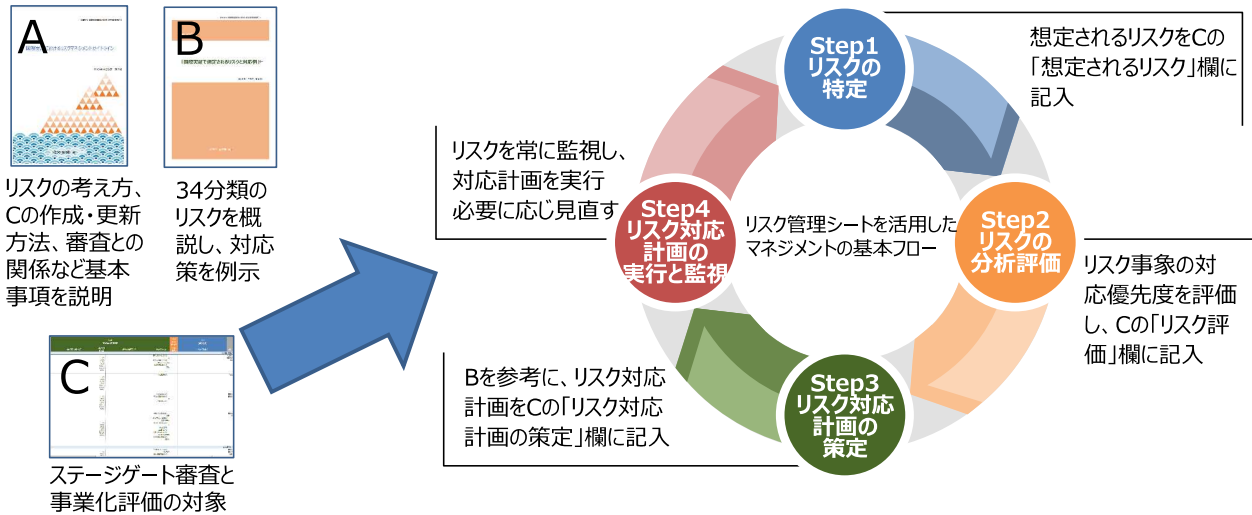 A
B
リスクの考え方、
Cの作成・更新
方法、審査との
関係など基本
事項を説明
34分類の
リスクを概
説し、対応
策を例示
C
ステージゲート審査と
事業化評価の対象
Step1
リスクの
特定
想定されるリスクをCの
「想定されるリスク」欄に
記入
Step2
リスクの
分析評価
リスク事象の対
応優先度を評価
し、Cの「リスク評
価」欄に記入
Step3
リスク対応
計画の
策定
Bを参考に、リスク対応
計画をCの「リスク対応
計画の策定」欄に記入
Step4
リスク対応
計画の
実行と監視
リスクを常に監視し、
対応計画を実行
必要に応じ見直す
リスク管理シートを活用した
マネジメントの基本フロー